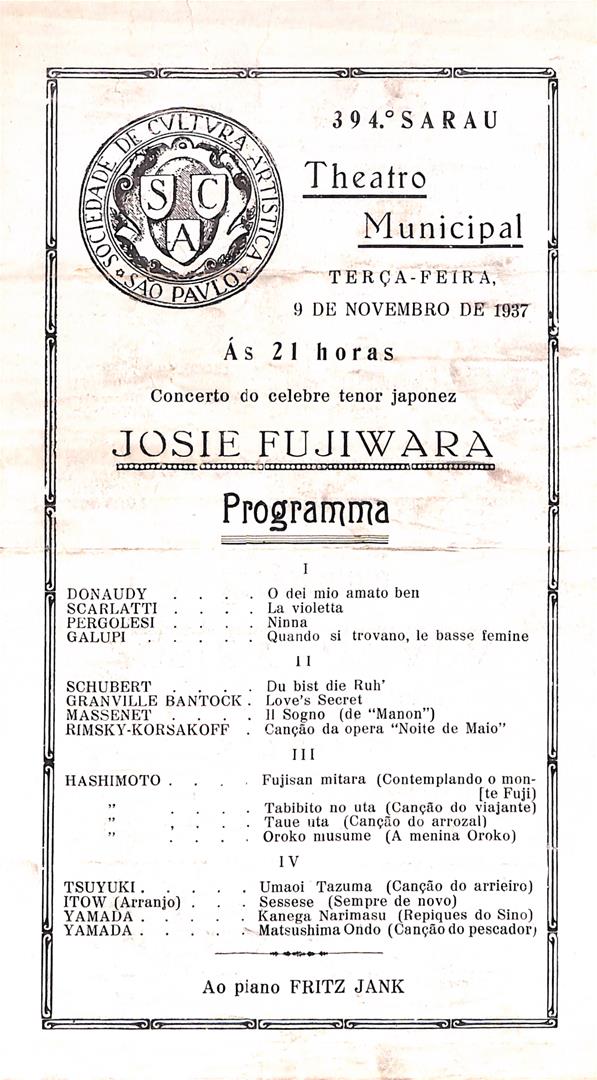 SOCIEDADE DE CVLTVRA ARTISTICA
SÃO PAVLO
S C
A
394.º SARAU
Theatro
Municipal
TERÇA-FEIRA,
9 DE NOVEMBRO DE 1937
Ás 21 horas
Concerto do celebre tenor japonez
JOSIE FUJIWARA
Programma
I
DONAUDY . . . . O dei mio amato ben
SCARLATTI . . . . La violetta
PERGOLESI . . . . Ninna
GALUPI . . . . . Quando si trovano, le basse femine
II
SCHUBERT . . . . Du bist die Ruh'
GRANVILLE BANTOCK . Love's Secret
MASSENET . . . . Il Sogno (de "Manon")
RIMSKY-KORSAKOFF . Canção da opera "Noite de Maio"
III
HASHIMOTO . . . . Fujisan mitara (Contemplando o mon-
[te Fuji)
" . . . . Tabibito no uta (Canção do viajante)
" , . . . Taue uta (Canção do arrozal)
" . . . . Oroko musume (A menina Oroko)
IV
TSUYUKI . . . . . Umaoi Tazuma (Canção do arrieiro)
ITOW (Arranjo) . . . Sessese (Sempre de novo)
YAMADA . . . . . Kanega Narimasu (Repiques do Sino)
YAMADA . . . . . Matsushima Ondo (Canção do pescador)
Ao piano FRITZ JANK